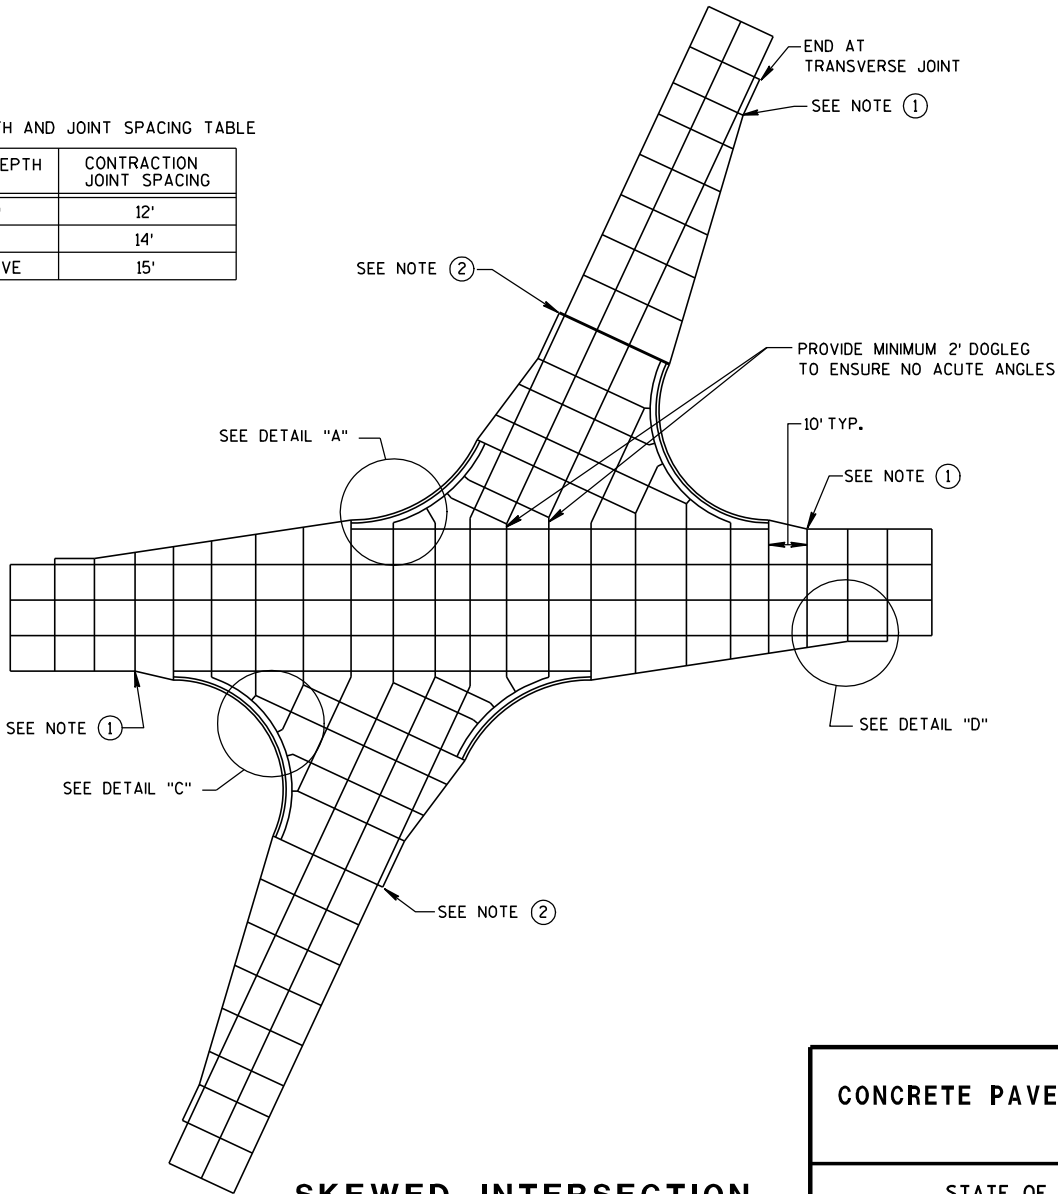 END AT
TRANSVERSE JOINT
SEE NOTE 1
TH AND JOINT SPACING TABLE
EPTH
CONTRACTION
JOINT SPACING
12'
14'
VE
15'
SEE NOTE 2
PROVIDE MINIMUM 2' DOGLEG
TO ENSURE NO ACUTE ANGLES
10' TYP.
SEE DETAIL "A"
SEE NOTE 1
SEE NOTE 1
SEE DETAIL "D"
SEE DETAIL "C"
SEE NOTE 2
CONCRETE PAVE
SKEWED INTERSECTION
STATE OF